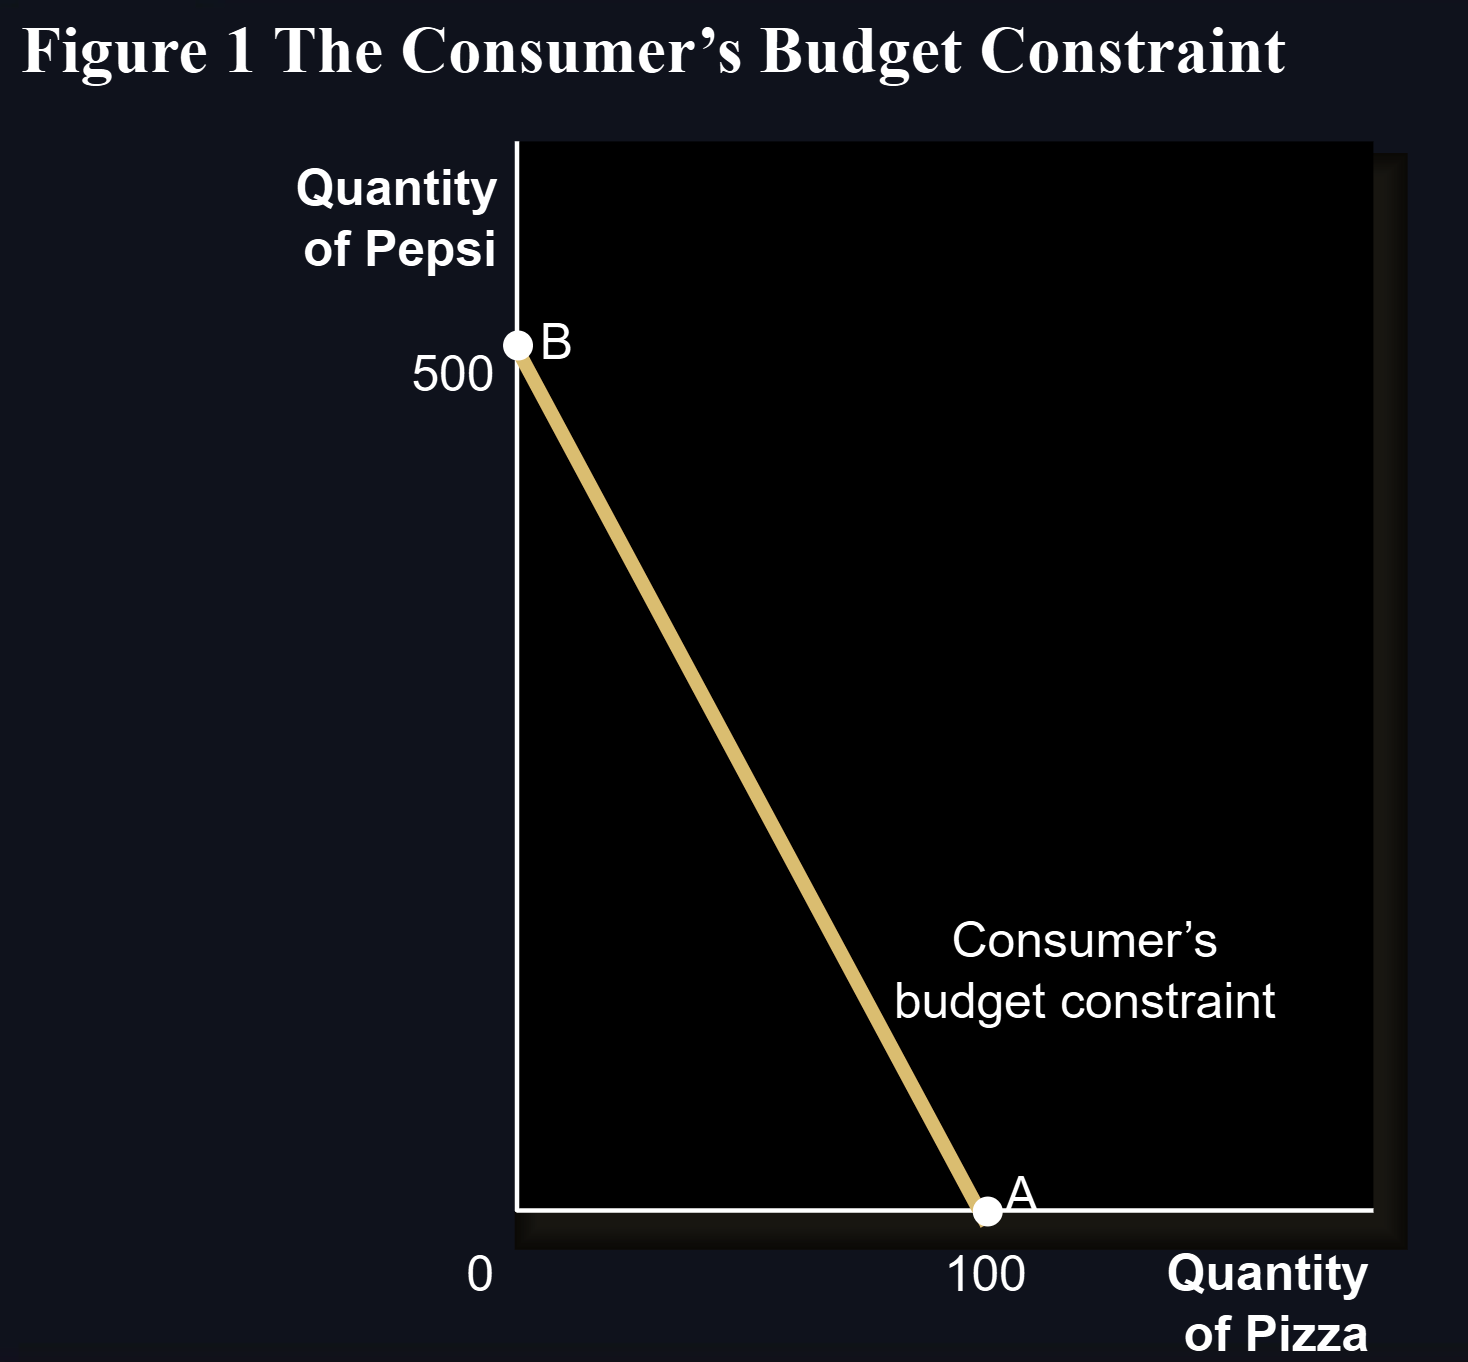 Figure 1 The Consumer’s Budget Constraint
Quantity
of Pepsi
B
500
Consumer’s
budget constraint
A
0
100
Quantity
of Pizza